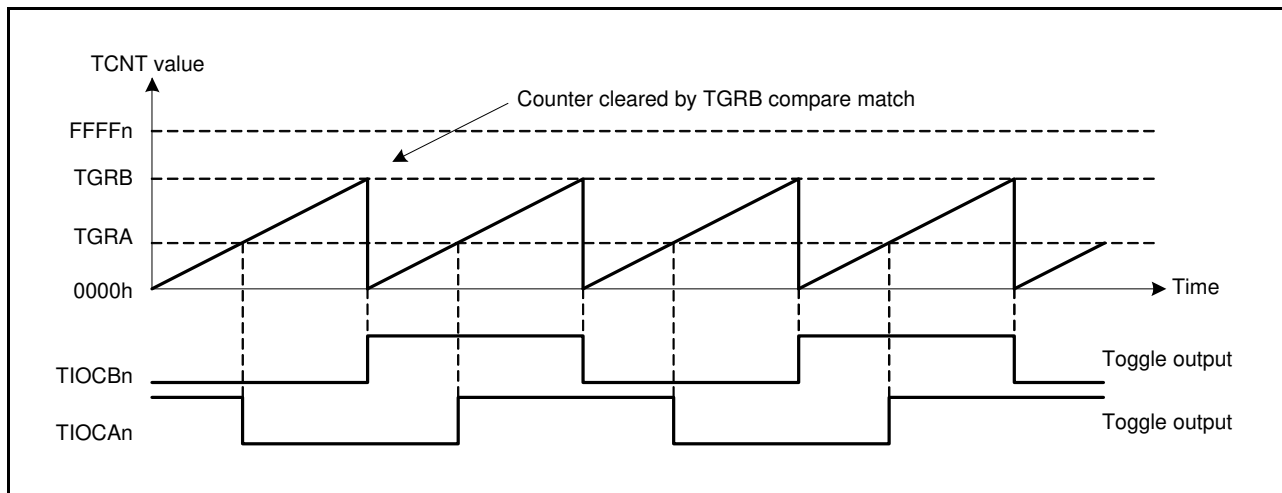 TCNT value
Counter cleared by TGRB compare match
FFFFn
TGRB
TGRA
0000h
Time
TIOCBn
Toggle output
TIOCAn
Toggle output